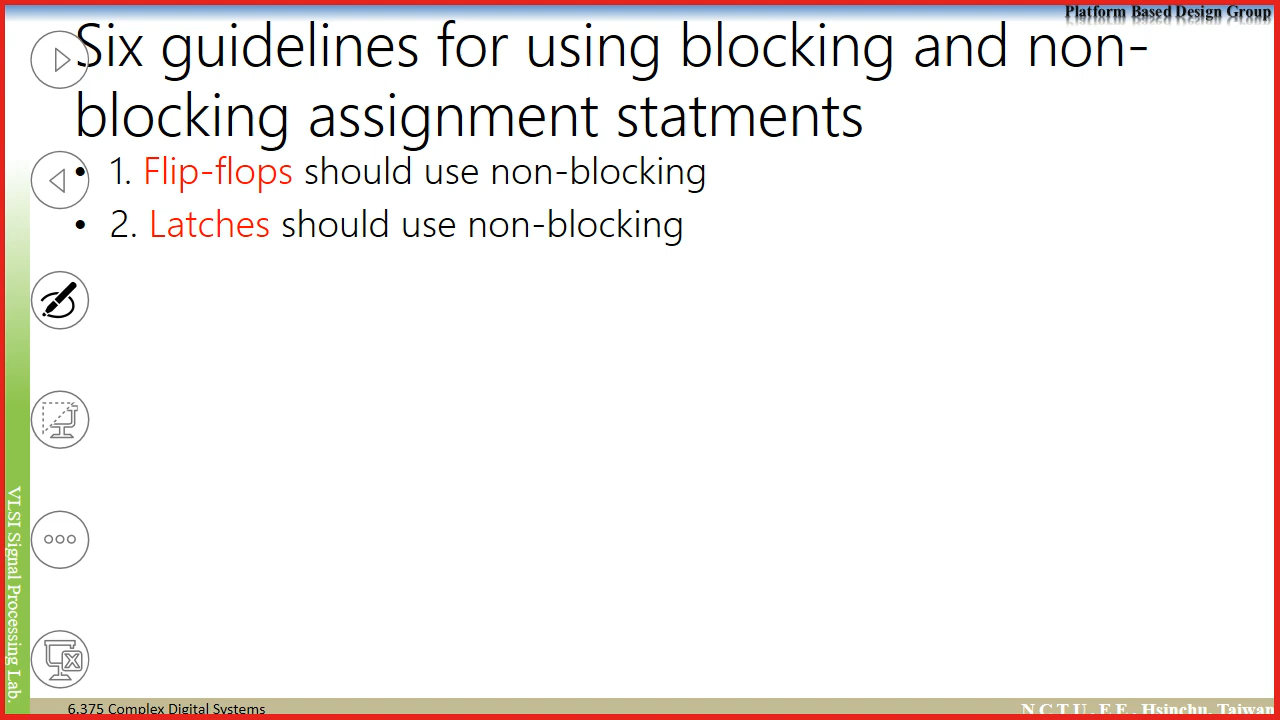 Platform Based Design Group
Six guidelines for using blocking and non-
blocking assignment statments
• 1. Flip-flops should use non-blocking
• 2. Latches should use non-blocking
VLSI Signal Processing Lab.
6.375 Complex Digital Systems
N C T U. E E. Hsinchu, Taiwan